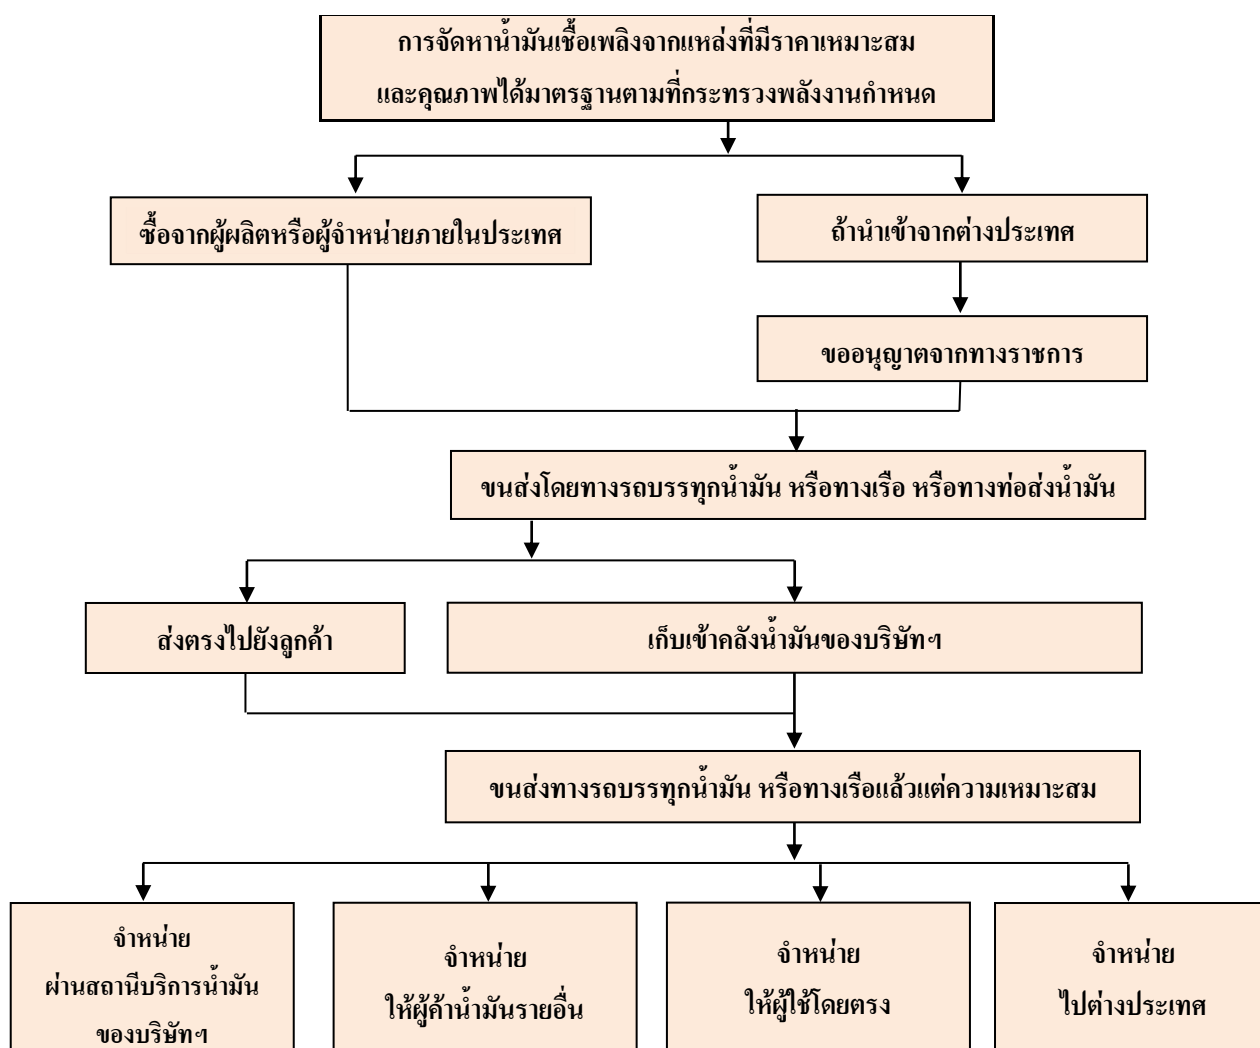 การจัดหาน้ำมันเชื้อเพลิงจากแหล่งที่มีราคาเหมาะสม
และคุณภาพได้มาตรฐานตามที่กระทรวงพลังงานกำหนด
ซื้อจากผู้ผลิตหรือผู้จำหน่ายภายในประเทศ
ถ้านำเข้าจากต่างประเทศ
ขออนุญาตจากทางราชการ
ขนส่งโดยทางรถบรรทุกน้ำมัน หรือทางเรือ หรือทางท่อส่งน้ำมัน
ส่งตรงไปยังลูกค้า
เก็บเข้าคลังน้ำมันของบริษัทฯ
ขนส่งทางรถบรรทุกน้ำมัน หรือทางเรือแล้วแต่ความเหมาะสม
จำหน่าย
ผ่านสถานีบริการน้ำมัน
ของบริษัทฯ
จำหน่าย
ให้ผู้ค้าน้ำมันรายอื่น
จำหน่าย
ให้ผู้ใช้โดยตรง
จำหน่าย
ไปต่างประเทศ